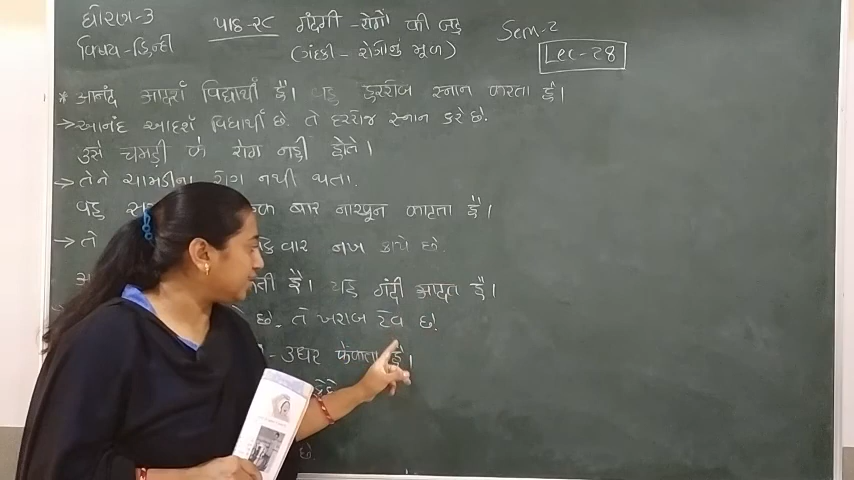 ધોરણ-3 પાઠ-૨૮ गंदगी - रोगों की जड़ Sem-2
વિષય-હિન્દી (ગંદકી - રોગોનું મૂળ) Lec-28
* आनंद आदर्श विद्यार्थी है। वह हररोज स्नान करता है।
→ આનંદ આદર્શ વિદ્યાર્થી છે. તે દરરોજ સ્નાન કરે છે.
उसे चमड़ी के रोग नहीं होते।
→ તેને ચામડીના રોગ નથી થતા.
वह बार नाखून काटता है।
→ તે વાર નખ કાપે છે.
है। यह गंदी आदत है।
છે. તે ખરાબ ટેવ છે.
- उधर फेंकता है।
છે.